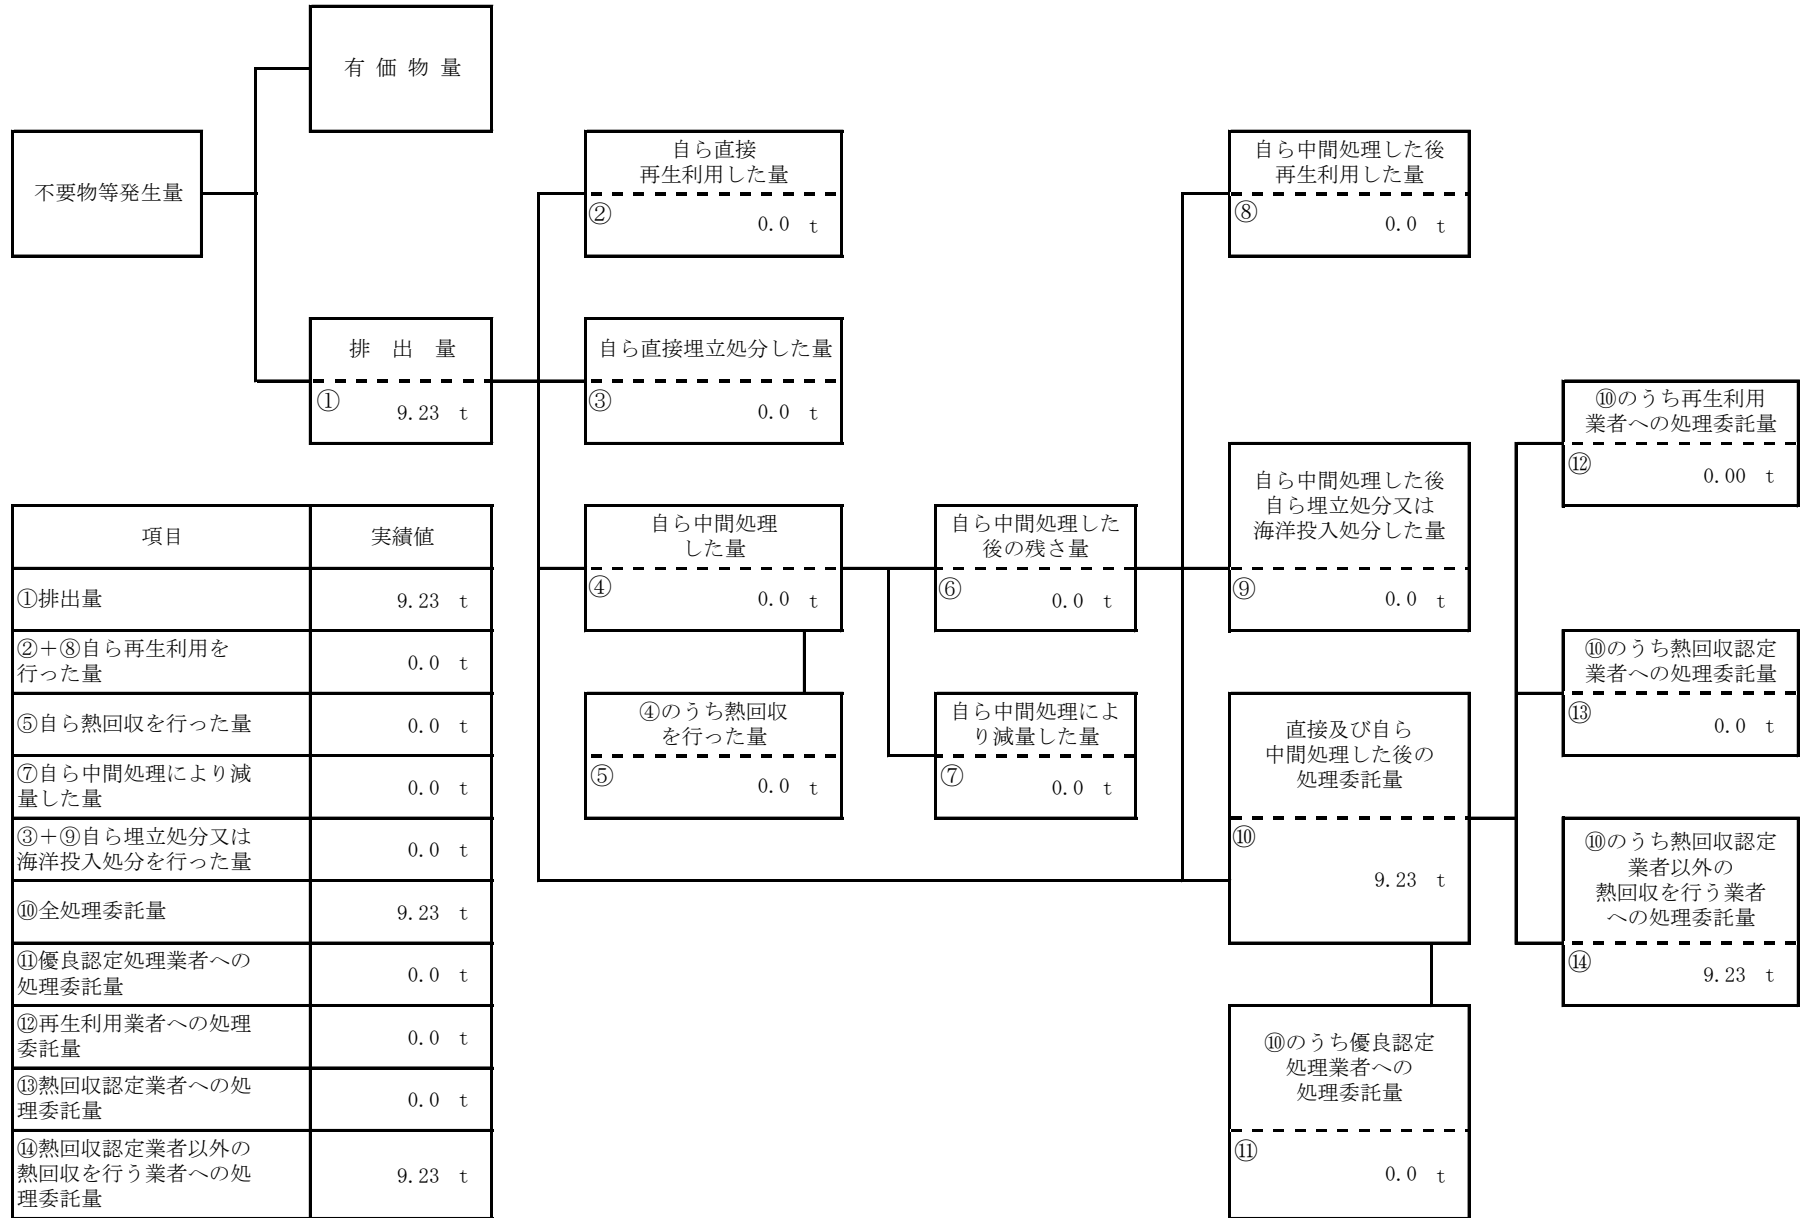 有 価 物 量
不要物等発生量
排 出 量
① 9.23 t
自ら直接
再生利用した量
② 0.0 t
自ら直接埋立処分した量
③ 0.0 t
自ら中間処理
した量
④ 0.0 t
④のうち熱回収
を行った量
⑤ 0.0 t
自ら中間処理した
後の残さ量
⑥ 0.0 t
自ら中間処理によ
り減量した量
⑦ 0.0 t
自ら中間処理した後
再生利用した量
⑧ 0.0 t
自ら中間処理した後
自ら埋立処分又は
海洋投入処分した量
⑨ 0.0 t
直接及び自ら
中間処理した後の
処理委託量
⑩
9.23 t
⑩のうち優良認定
処理業者への
処理委託量
⑪
0.0 t
⑩のうち再生利用
業者への処理委託量
⑫ 0.00 t
⑩のうち熱回収認定
業者への処理委託量
⑬ 0.0 t
⑩のうち熱回収認定
業者以外の
熱回収を行う業者
への処理委託量
⑭ 9.23 t
項目 実績値
①排出量 9.23 t
②＋⑧自ら再生利用を
行った量 0.0 t
⑤自ら熱回収を行った量 0.0 t
⑦自ら中間処理により減
量した量 0.0 t
③＋⑨自ら埋立処分又は
海洋投入処分を行った量 0.0 t
⑩全処理委託量 9.23 t
⑪優良認定処理業者への
処理委託量 0.0 t
⑫再生利用業者への処理
委託量 0.0 t
⑬熱回収認定業者への処
理委託量 0.0 t
⑭熱回収認定業者以外の
熱回収を行う業者への処
理委託量 9.23 t